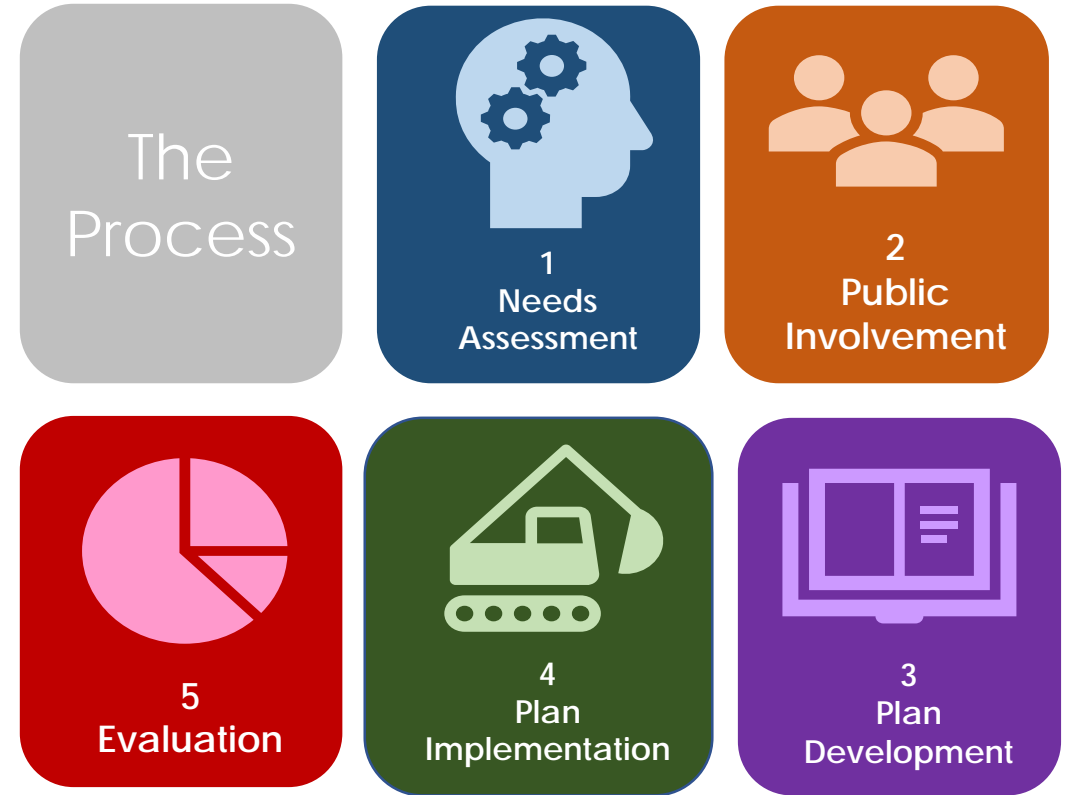 The
Process
1
Needs
Assessment
2
Public
Involvement
3
Plan
Development
4
Plan
Implementation
5
Evaluation